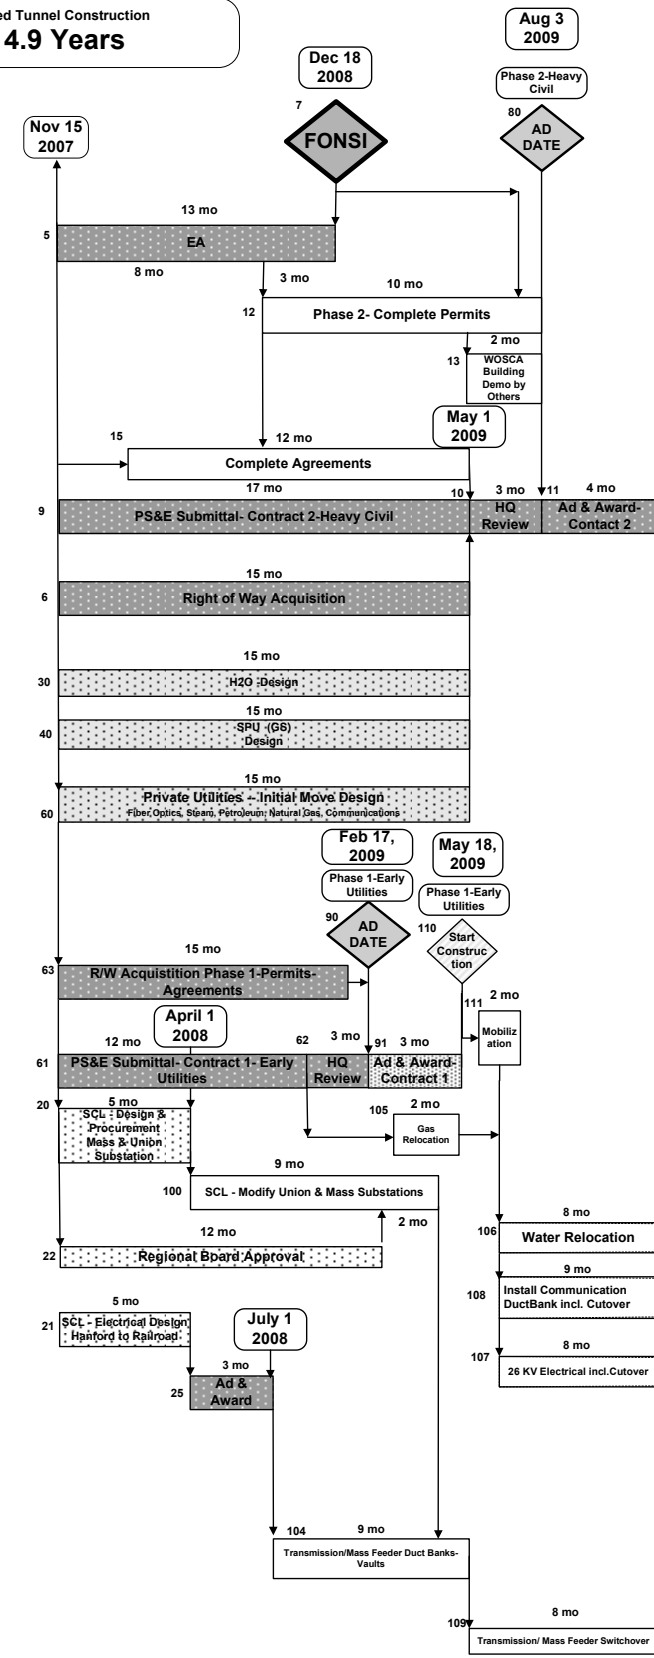 ed Tunnel Construction
4.9 Years
Aug 3
2009
Dec 18
2008
Phase 2-Heavy
Civil
7
80
AD
DATE
Nov 15
2007
FONSI
13 mo
5
EA
8 mo
3 mo
10 mo
12
Phase 2- Complete Permits
2 mo
13
WOSCA
Building
Demo by
Others
May 1
2009
15
12 mo
Complete Agreements
17 mo
10
3 mo
11
4 mo
9
PS&E Submittal- Contract 2-Heavy Civil
HQ
Review
Ad & Award-
Contact 2
15 mo
6
Right of Way Acquisition
15 mo
30
H2O -Design
15 mo
40
SPU (GS)
Design
15 mo
60
Private Utilities – Initial Move Design
Fiber Optics, Steam, Petroleum, Natural Gas, Communications
Feb 17,
2009
May 18,
2009
Phase 1-Early
Utilities
Phase 1-Early
Utilities
90
AD
DATE
110
Start
Construc
tion
15 mo
63
R/W Acquistition Phase 1-Permits-
Agreements
111
2 mo
Mobiliz
ation
April 1
2008
12 mo
62
3 mo
91
3 mo
61
PS&E Submittal- Contract 1- Early
Utilities
HQ
Review
Ad & Award-
Contract 1
20
5 mo
SCL - Design &
Procurement
Mass & Union
Substation
105
2 mo
Gas
Relocation
9 mo
100
SCL - Modify Union & Mass Substations
12 mo
2 mo
22
Regional Board Approval
8 mo
106
Water Relocation
9 mo
108
Install Communication
DuctBank incl. Cutover
5 mo
21
SCL - Electrical Design
Hanford to Railroad
July 1
2008
8 mo
107
26 KV Electrical incl.Cutover
3 mo
25
Ad &
Award
104
9 mo
Transmission/Mass Feeder Duct Banks-
Vaults
8 mo
109
Transmission/ Mass Feeder Switchover